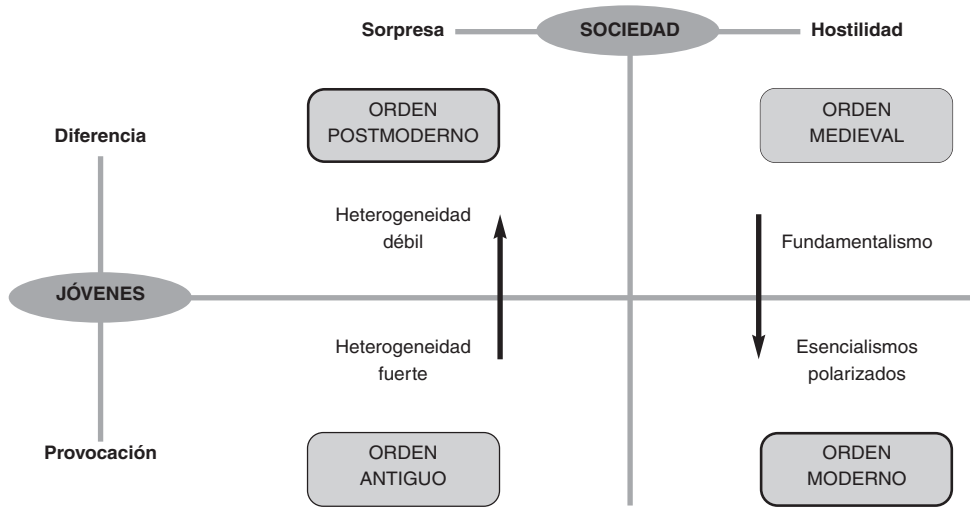 Sorpresa
SOCIEDAD
Hostilidad
ORDEN
POSTMODERNO
ORDEN
MEDIEVAL
Diferencia
Heterogeneidad
débil
Fundamentalismo
JÓVENES
Heterogeneidad
fuerte
Esencialismos
polarizados
Provocación
ORDEN
ANTIGUO
ORDEN
MODERNO